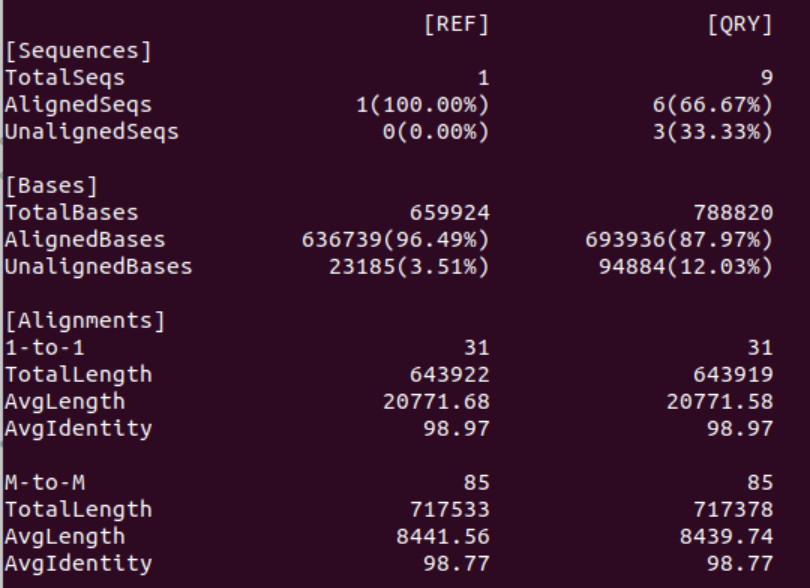 [REF] [QRY]
[Sequences]
TotalSeqs 1 9
AlignedSeqs 1(100.00%) 6(66.67%)
UnalignedSeqs 0(0.00%) 3(33.33%)
[Bases]
TotalBases 659924 788820
AlignedBases 636739(96.49%) 693936(87.97%)
UnalignedBases 23185(3.51%) 94884(12.03%)
[Alignments]
1-to-1 31 31
TotalLength 643922 643919
AvgLength 20771.68 20771.58
AvgIdentity 98.97 98.97
M-to-M 85 85
TotalLength 717533 717378
AvgLength 8441.56 8439.74
AvgIdentity 98.77 98.77